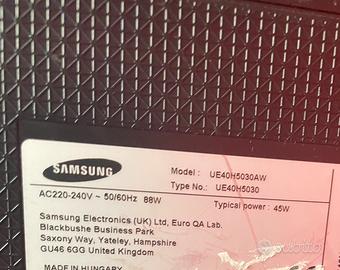 SAMSUNG
Model : UE40H5030AW
Type No.: UE40H5030
AC220-240V ~ 50/60Hz 88W
Typical power : 45W
Samsung Electronics (UK) Ltd, Euro QA Lab.
Blackbushe Business Park
Saxony Way, Yateley, Hampshire
GU46 6GG United Kingdom
MADE IN HUNGARY
subito